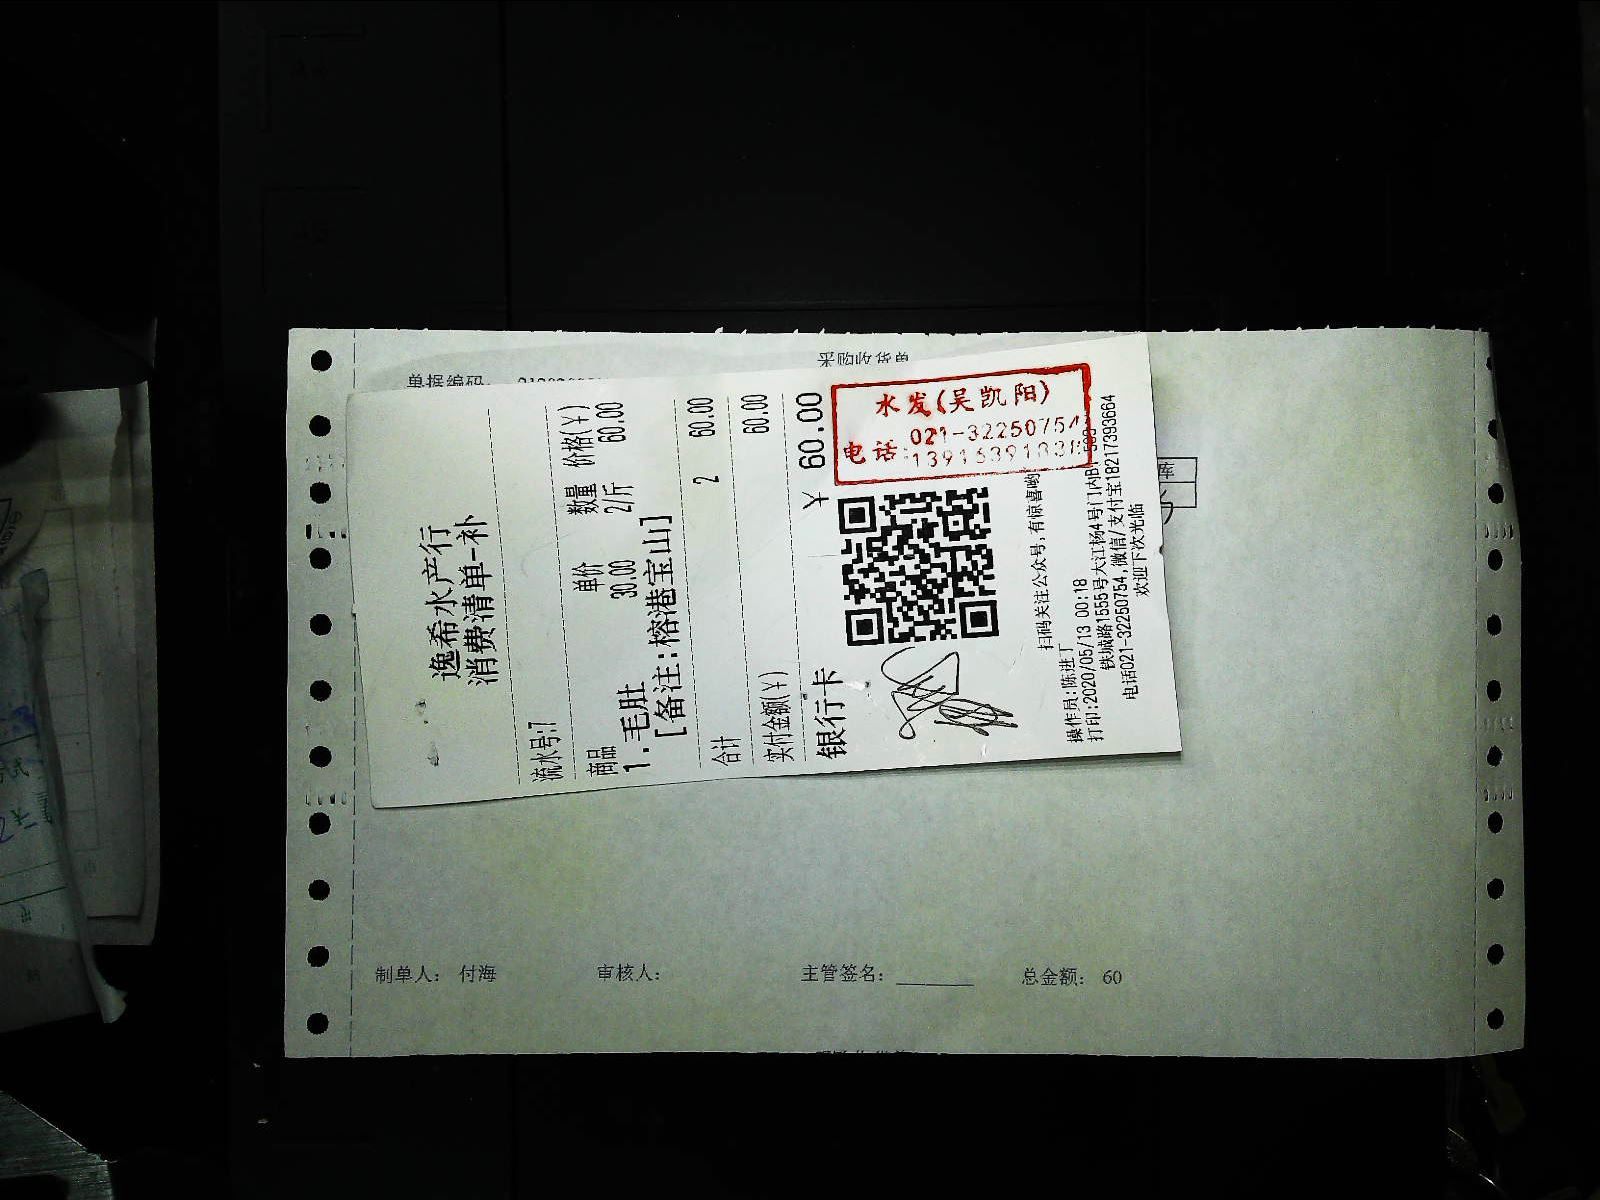 采购收货单
单据编码：
逸希水产行
消费清单-补
流水号:7
商品 单价 数量 价格(￥)
1.毛肚 30.00 2/斤 60.00
[备注:榕港宝山]
合计 2 60.00
实付金额(￥) 60.00
银行卡 ￥ 60.00
水发(吴凯阳)
电话:021-32250754
扫码关注公众号,有惊喜哟
操作员:陈进丁
打印:2020/05/13 00:18
铁城路1555号大江杨4号门内
电话021-32250754,微信/支付宝18217393664
欢迎下次光临
制单人： 付海 审核人： 主管签名： 总金额： 60